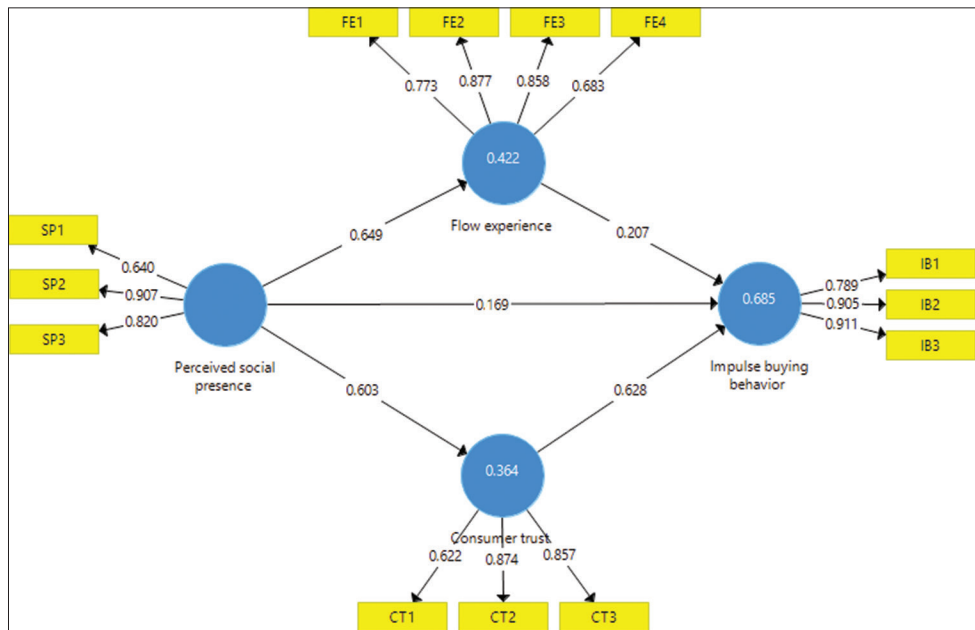 FE1 FE2 FE3 FE4
0.773 0.877 0.858 0.683
0.422
Flow experience
SP1
SP2
SP3
0.640
0.907
0.820
Perceived social
presence
0.649
0.207
0.169
0.603
0.628
0.685
Impulse buying
behavior
0.789
0.905
0.911
IB1
IB2
IB3
0.364
Consumer trust
0.622 0.874 0.857
CT1 CT2 CT3